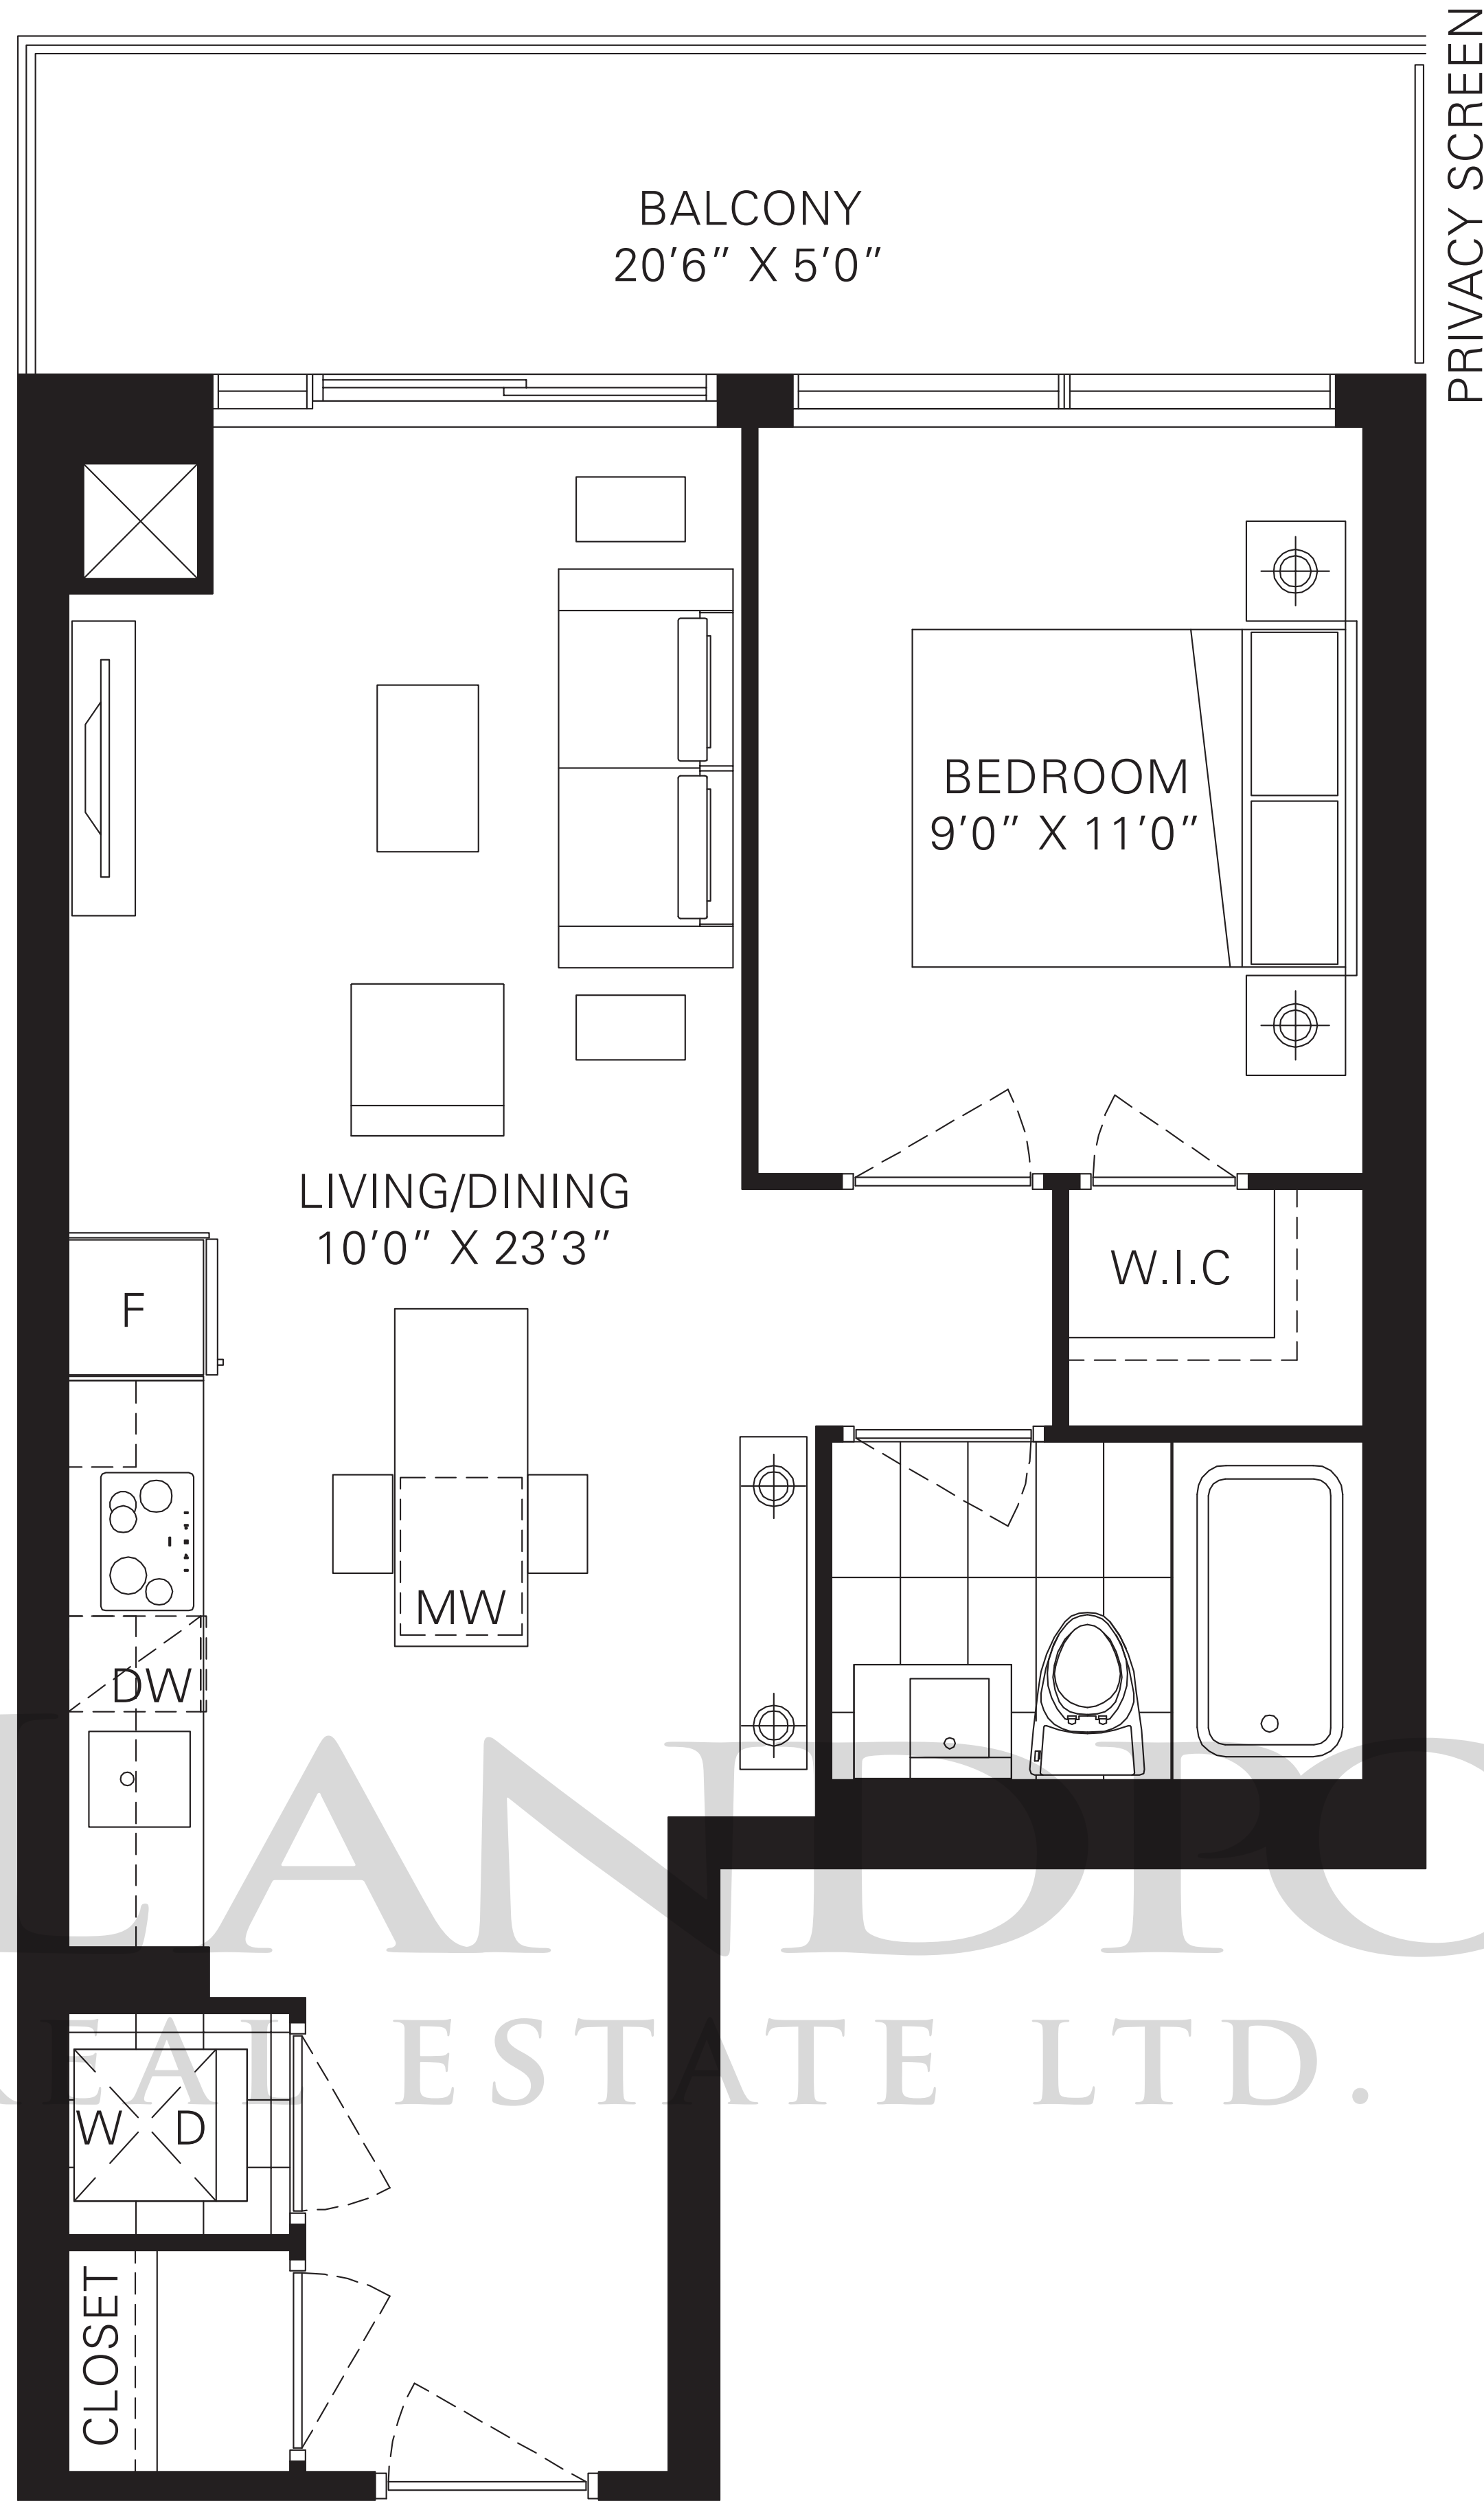 PRIVACY SCREEN
BALCONY
20'6" X 5'0"
BEDROOM
9'0" X 11'0"
LIVING/DINING
10'0" X 23'3"
W.I.C
F
MW
DW
LANDPO
REAL ESTATE LTD.
W D
CLOSET